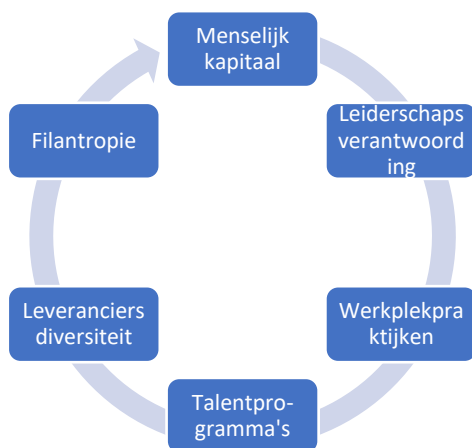 Menselijk
kapitaal
Leiderschaps
verantwoord
ing
Werkplekpra
ktijken
Talentpro-
gramma's
Leveranciers
diversiteit
Filantropie